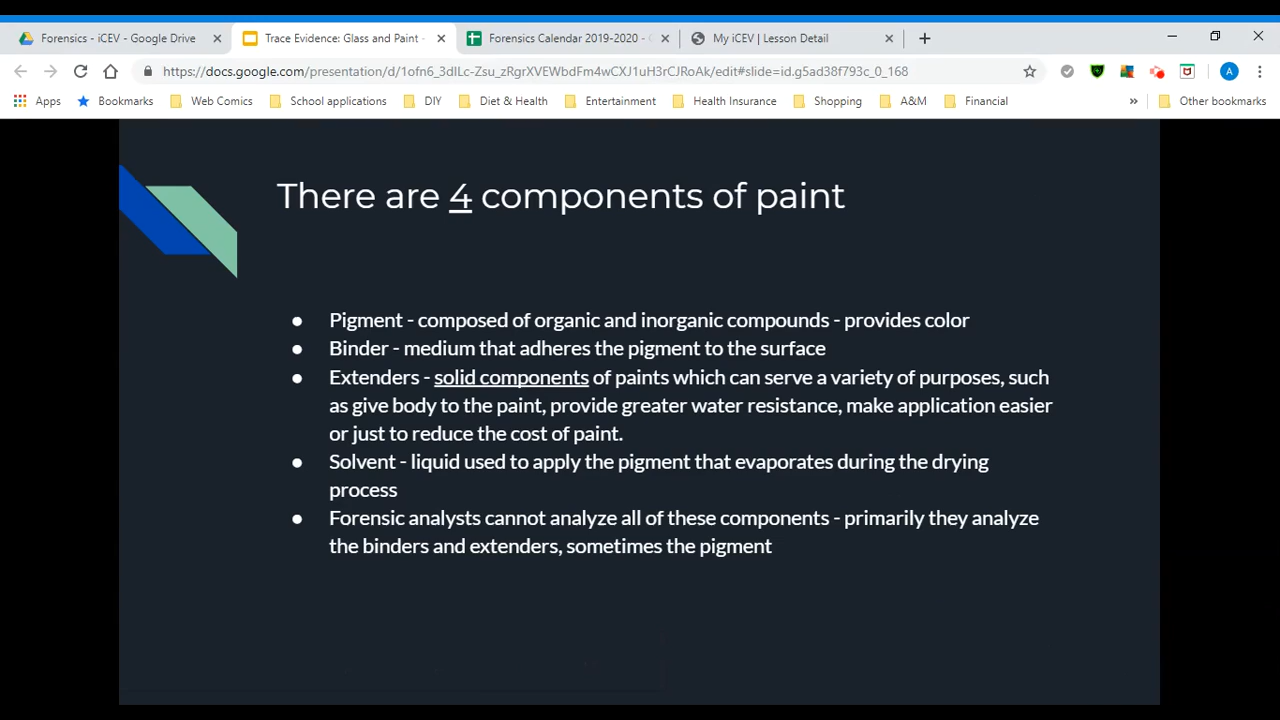 Forensics - iCEV - Google Drive
Trace Evidence: Glass and Paint -
Forensics Calendar 2019-2020 -
My iCEV | Lesson Detail
https://docs.google.com/presentation/d/1ofn6_3dILc-Zu_zRgrXVEWbdFm4wCXJ1uH3rCJRoAk/edit#slide=id.g5ad38f793c_0_168
A
Apps Bookmarks Web Comics School applications DIY Diet & Health Entertainment Health Insurance Shopping A&M Financial » Other bookmarks
There are 4 components of paint
● Pigment - composed of organic and inorganic compounds - provides color
● Binder - medium that adheres the pigment to the surface
● Extenders - solid components of paints which can serve a variety of purposes, such
as give body to the paint, provide greater water resistance, make application easier
or just to reduce the cost of paint.
● Solvent - liquid used to apply the pigment that evaporates during the drying
process
● Forensic analysts cannot analyze all of these components - primarily they analyze
the binders and extenders, sometimes the pigment